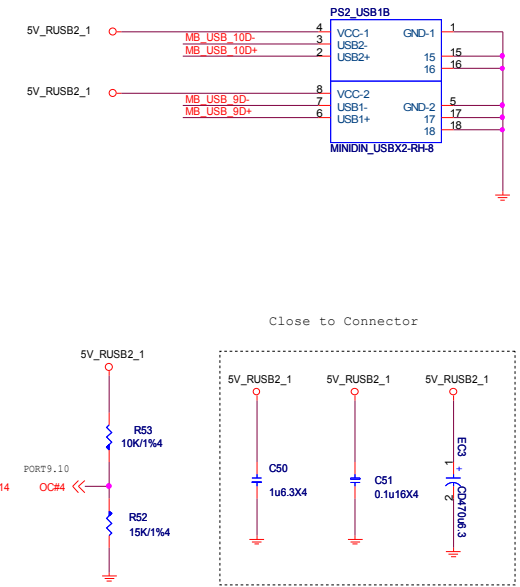 PS2_USB1B
5V_RUSB2_1
4 VCC-1 GND-1 1
MB_USB_10D- 3 USB2-
MB_USB_10D+ 2 USB2+ 15 15
16 16
5V_RUSB2_1
8 VCC-2
MB_USB_9D- 7 USB1- GND-2 5
MB_USB_9D+ 6 USB1+ 17 17
18 18
MINIDIN_USBX2-RH-8
Close to Connector
5V_RUSB2_1
R53
10K/1%4
PORT9.10
14 OC#4
R52
15K/1%4
5V_RUSB2_1 5V_RUSB2_1 5V_RUSB2_1
C50
1u6.3X4
C51
0.1u16X4
EC3
1 +
2
CD470u6.3